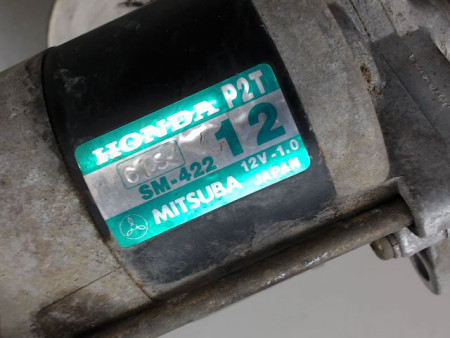 HONDA P2T
12
SM-422 12V-1.0
MITSUBA JAPAN